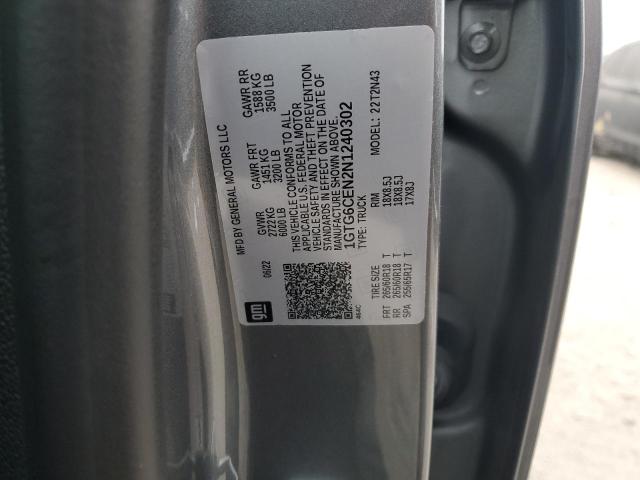 MFD BY GENERAL MOTORS LLC
06/22
GVWR
2722 KG
6000 LB
GAWR FRT
1451 KG
3200 LB
GAWR RR
1588 KG
3500 LB
THIS VEHICLE CONFORMS TO ALL
APPLICABLE U.S. FEDERAL MOTOR
VEHICLE SAFETY AND THEFT PREVENTION
STANDARDS IN EFFECT ON THE DATE OF
MANUFACTURE SHOWN ABOVE.
1GTG6CEN2N1240302
TYPE: TRUCK
MODEL: 22T2N43
gm
464C
TIRE SIZE RIM
FRT 265/60R18 T 18X8.5J
RR 265/60R18 T 18X8.5J
SPA 255/65R17 T 17X8J